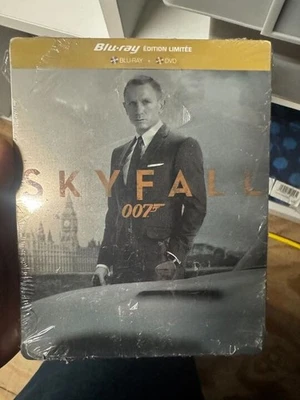 Blu-ray ÉDITION LIMITÉE
BLU-RAY + DVD
SKYFALL
007